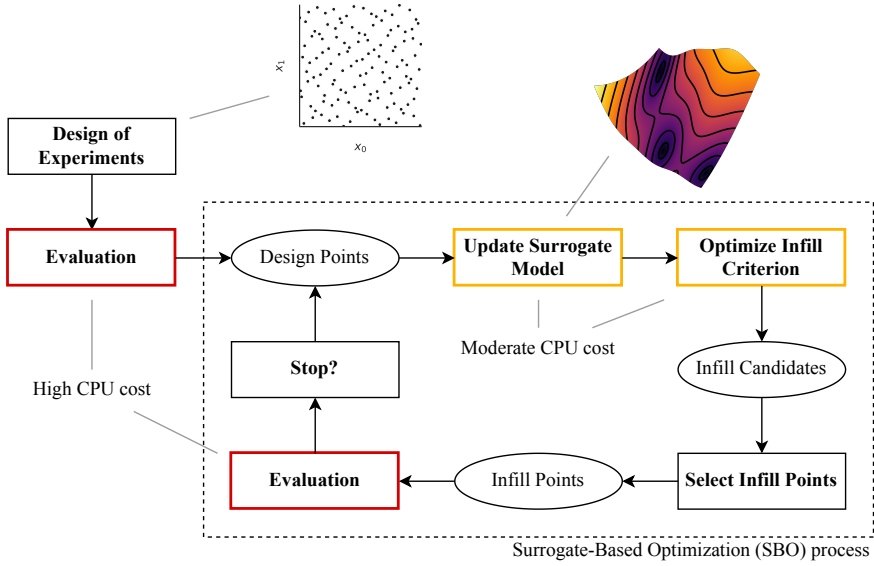 x₁
x₀
Design of
Experiments
Evaluation
Design Points
Update Surrogate
Model
Optimize Infill
Criterion
Stop?
Moderate CPU cost
Infill Candidates
High CPU cost
Evaluation
Infill Points
Select Infill Points
Surrogate-Based Optimization (SBO) process